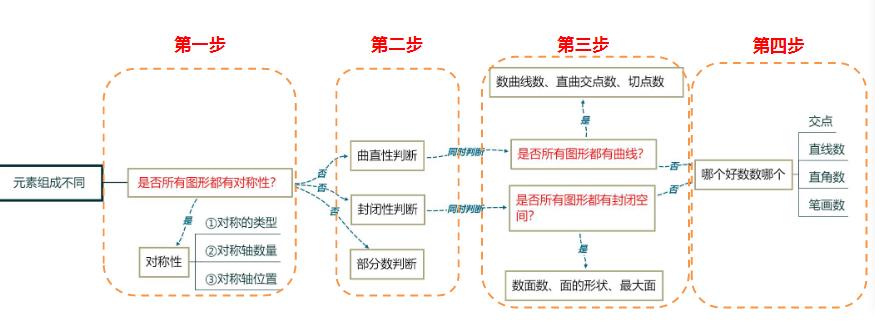 第一步
第二步
第三步
第四步
元素组成不同
是否所有图形都有对称性？
是
对称性
①对称的类型
②对称轴数量
③对称轴位置
否
否
否
曲直性判断
封闭性判断
部分数判断
同时判断
同时判断
数曲线数、直曲交点数、切点数
是
是否所有图形都有曲线？
是否所有图形都有封闭空
间？
是
数面数、面的形状、最大面
否
否
哪个好数数哪个
交点
直线数
直角数
笔画数